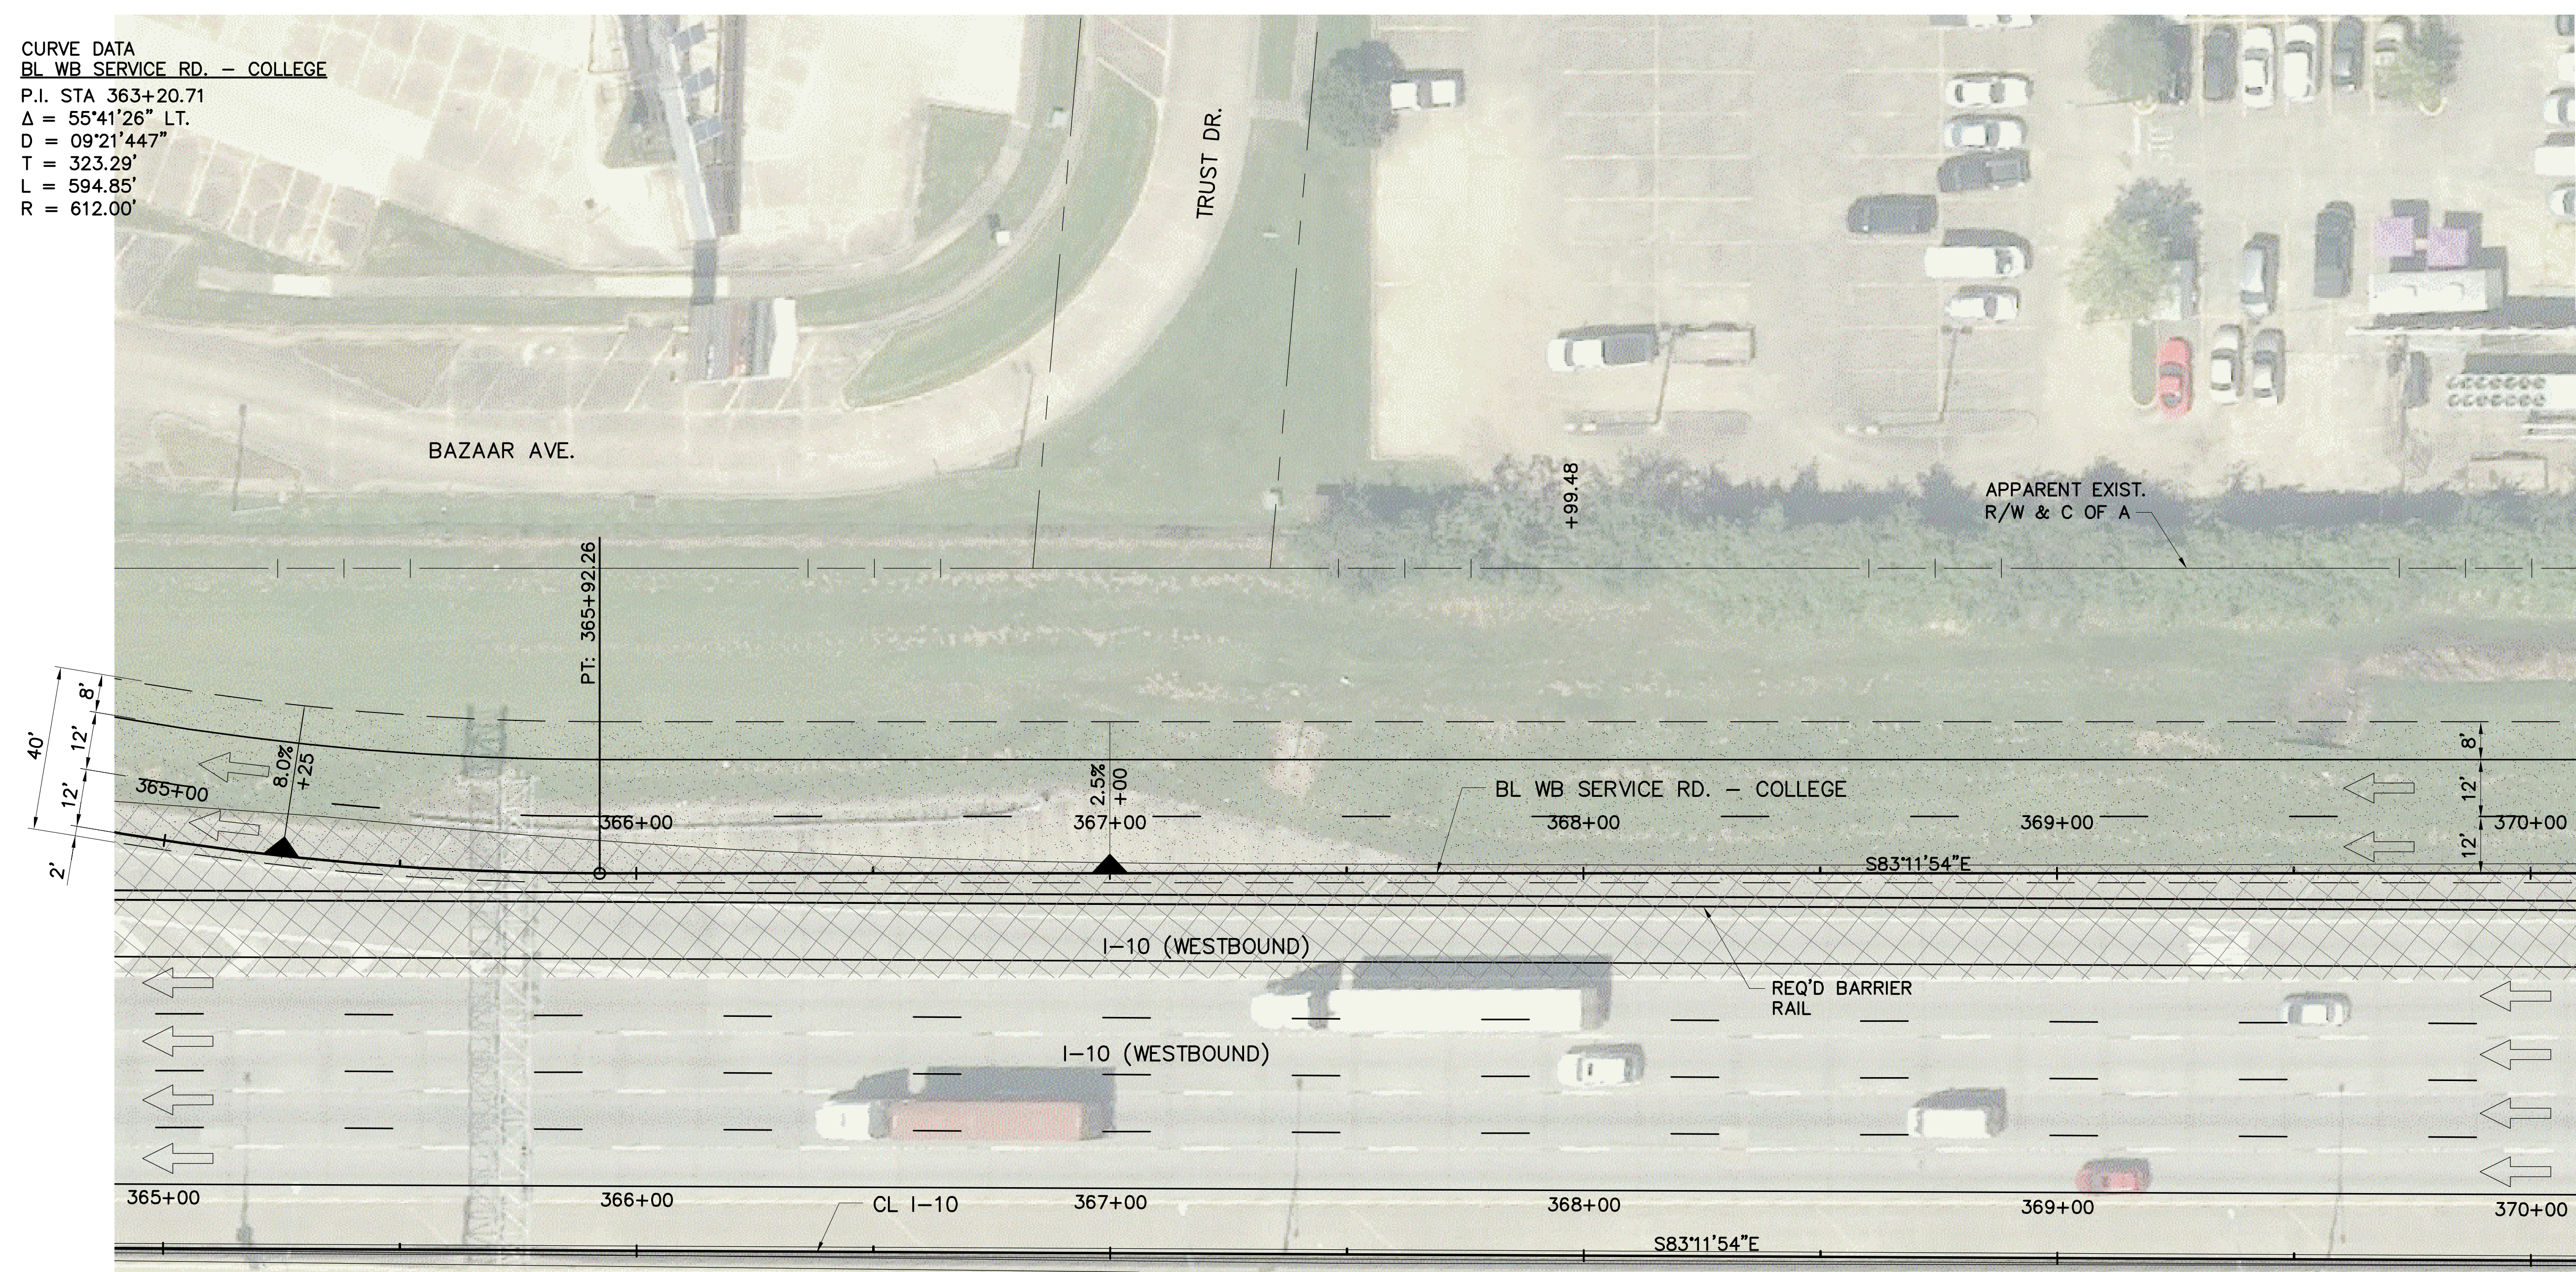 CURVE DATA
BL WB SERVICE RD. – COLLEGE
P.I. STA 363+20.71
Δ = 55°41'26" LT.
D = 09°21'447"
T = 323.29'
L = 594.85'
R = 612.00'
TRUST DR.
BAZAAR AVE.
+99.48
APPARENT EXIST.
R/W & C OF A
PT: 365+92.26
40'
8'
12'
12'
2'
365+00
8.0%
+25
366+00
2.5%
+00
367+00
BL WB SERVICE RD. – COLLEGE
368+00
369+00
370+00
8'
12'
12'
S83°11'54"E
I–10 (WESTBOUND)
REQ'D BARRIER
RAIL
I–10 (WESTBOUND)
365+00
366+00
CL I–10
367+00
368+00
369+00
370+00
S83°11'54"E